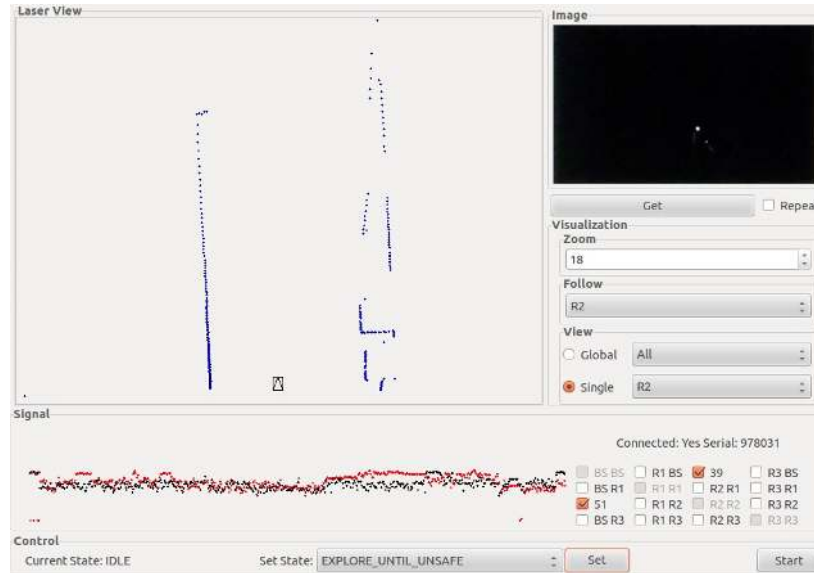 Laser View
Image
Get
Repea
Visualization
Zoom
18
Follow
R2
View
Global All
Single R2
Signal
Connected: Yes Serial: 978031
BS BS R1 BS 39 R3 BS
BS R1 R1 R1 R2 R1 R3 R1
51 R1 R2 R2 R2 R3 R2
BS R3 R1 R3 R2 R3 R3 R3
Control
Current State: IDLE Set State: EXPLORE_UNTIL_UNSAFE Set Start